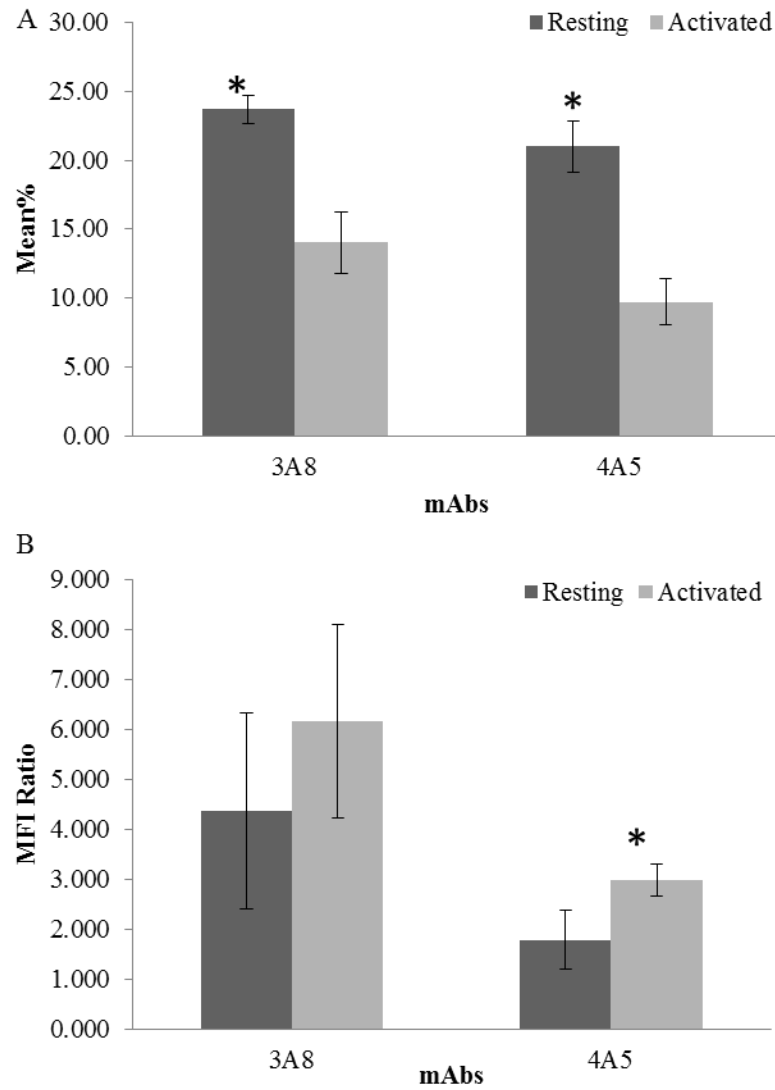 A
Resting Activated
30.00
25.00
20.00
15.00
10.00
5.00
0.00
Mean%
* *
3A8 4A5
mAbs
B
Resting Activated
9.000
8.000
7.000
6.000
5.000
4.000
3.000
2.000
1.000
0.000
MFI Ratio
*
3A8 4A5
mAbs